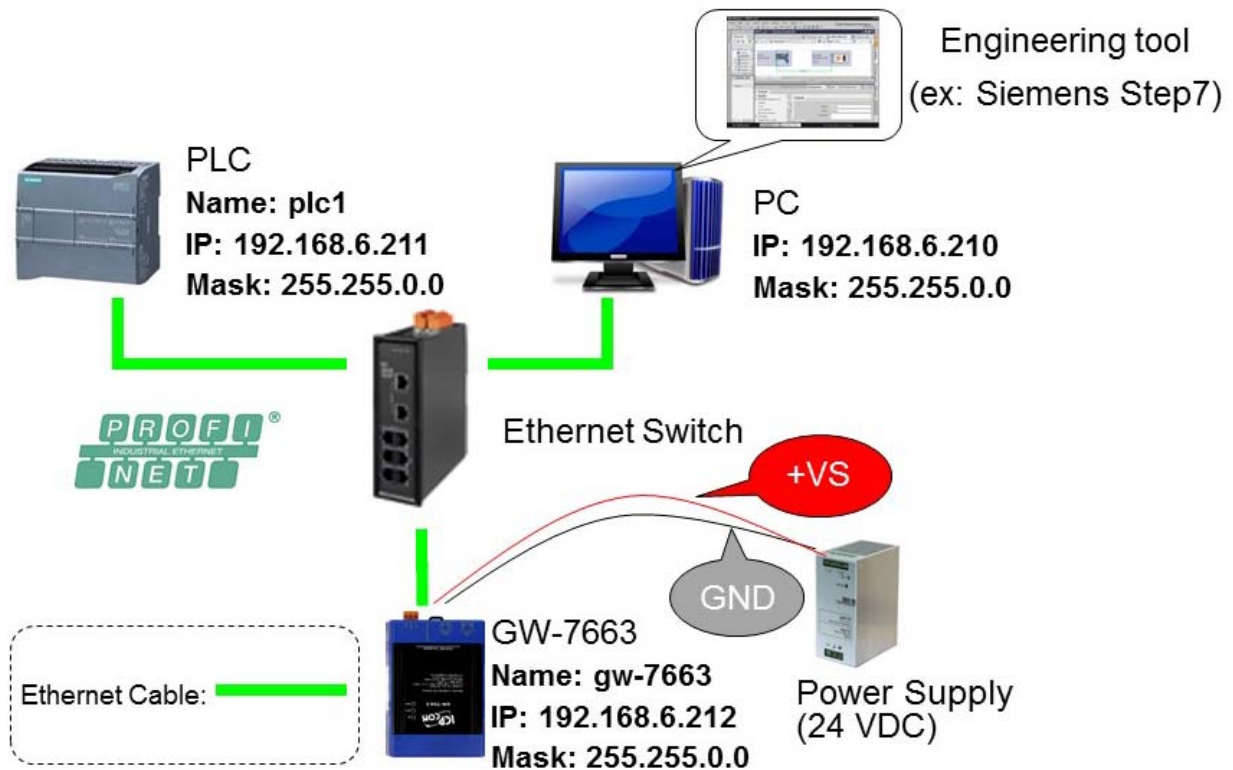 Engineering tool
(ex: Siemens Step7)
PLC
Name: plc1
IP: 192.168.6.211
Mask: 255.255.0.0
PC
IP: 192.168.6.210
Mask: 255.255.0.0
PROFI®
INDUSTRIAL ETHERNET
NET
Ethernet Switch
+VS
GND
GW-7663
Name: gw-7663
IP: 192.168.6.212
Mask: 255.255.0.0
Ethernet Cable:
Power Supply
(24 VDC)
ICP CON